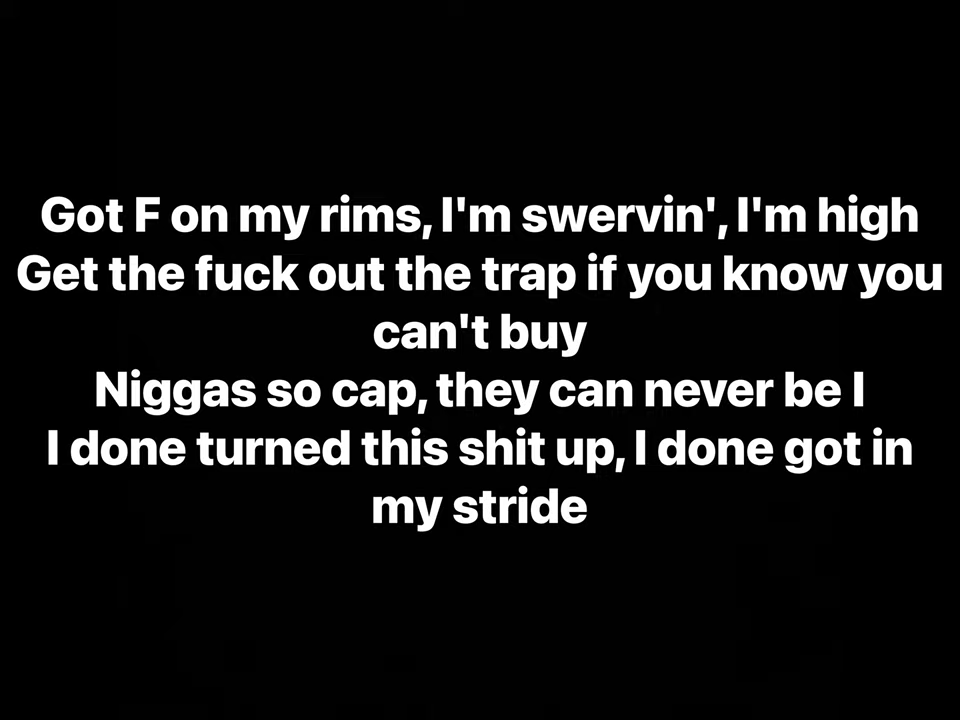 Got F on my rims, I'm swervin', I'm high
Get the fuck out the trap if you know you
can't buy
Niggas so cap, they can never be I
I done turned this shit up, I done got in
my stride